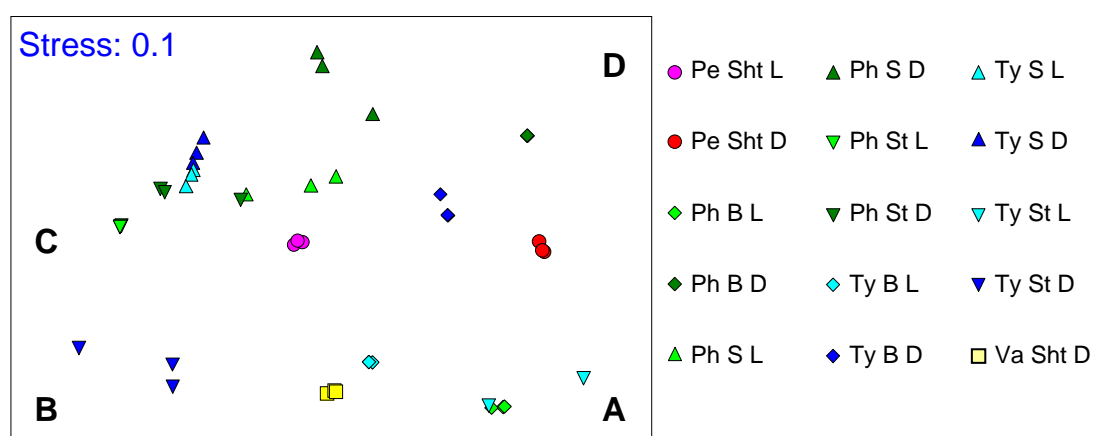 Stress: 0.1
D
C
B
A
Pe Sht L
Pe Sht D
Ph B L
Ph B D
Ph S L
Ph S D
Ph St L
Ph St D
Ty B L
Ty B D
Ty S L
Ty S D
Ty St L
Ty St D
Va Sht D